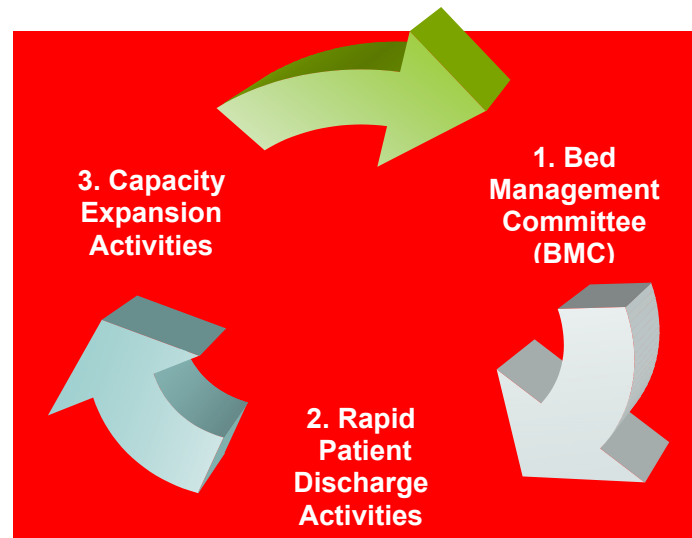 1. Bed
Management
Committee
(BMC)
2. Rapid
Patient
Discharge
Activities
3. Capacity
Expansion
Activities